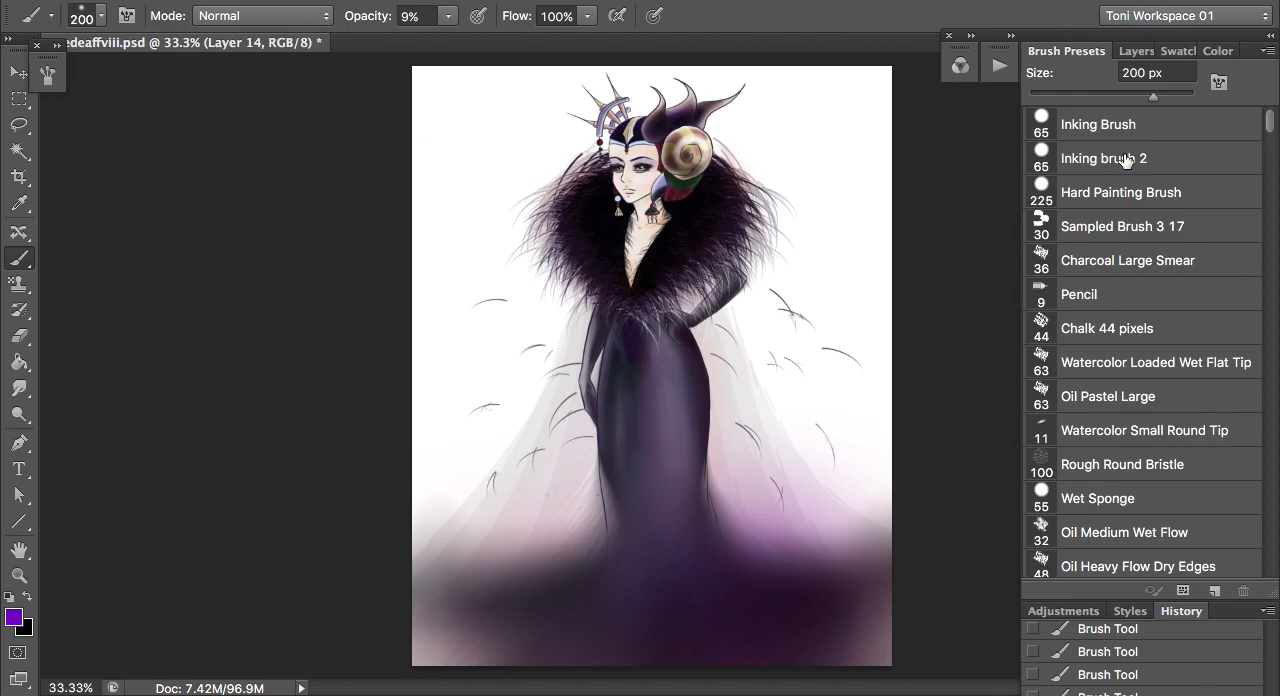 200
Mode:
Normal
Opacity:
9%
Flow:
100%
Toni Workspace 01
edeaffviii.psd @ 33.3% (Layer 14, RGB/8) *
Brush Presets
Layers
Swatcl
Color
Size:
200 px
65 Inking Brush
65 Inking brush 2
225 Hard Painting Brush
30 Sampled Brush 3 17
36 Charcoal Large Smear
9 Pencil
44 Chalk 44 pixels
63 Watercolor Loaded Wet Flat Tip
63 Oil Pastel Large
11 Watercolor Small Round Tip
100 Rough Round Bristle
55 Wet Sponge
32 Oil Medium Wet Flow
48 Oil Heavy Flow Dry Edges
Adjustments
Styles
History
Brush Tool
Brush Tool
Brush Tool
T
33.33%
Doc: 7.42M/96.9M